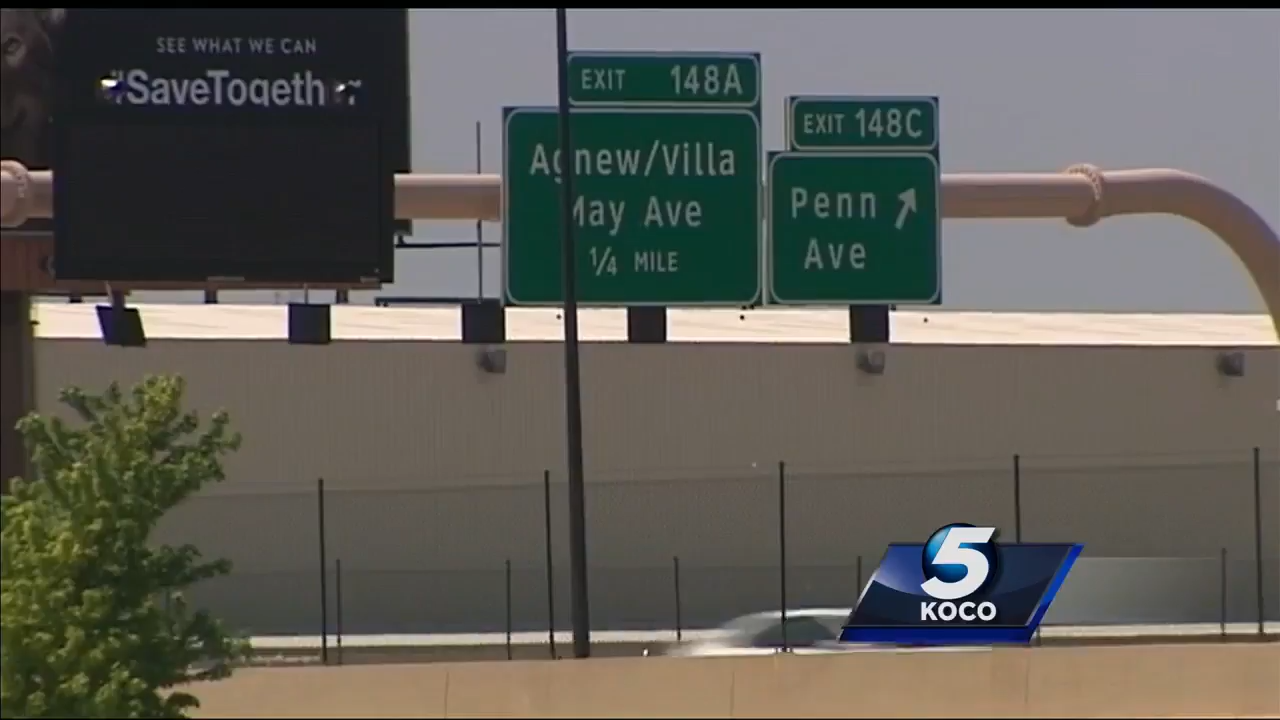 SEE WHAT WE CAN
#SaveTogether
EXIT 148A
Agnew/Villa
May Ave
1/4 MILE
EXIT 148C
Penn
Ave
5
KOCO